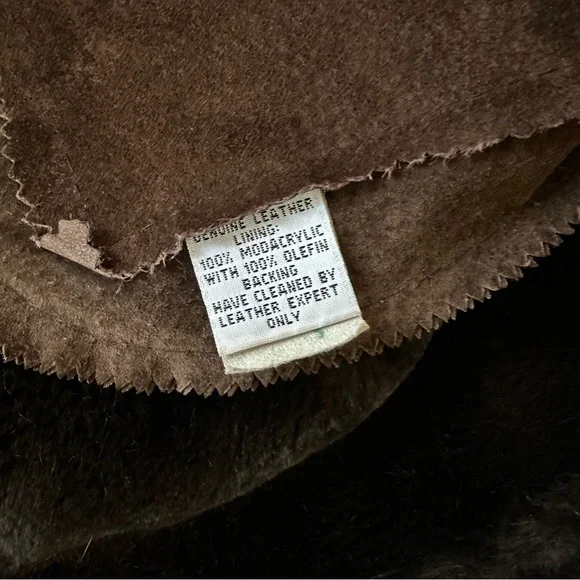 GENUINE LEATHER
LINING:
100% MODACRYLIC
WITH 100% OLEFIN
BACKING
HAVE CLEANED BY
LEATHER EXPERT
ONLY